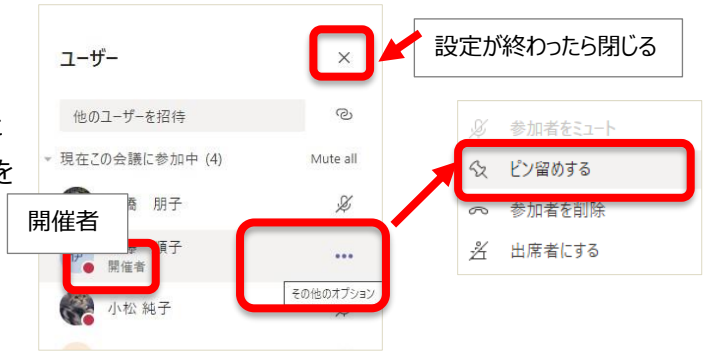 ユーザー
×
設定が終わったら閉じる
他のユーザーを招待
を
現在この会議に参加中 (4)
Mute all
朋子
開催者
順子
開催者
その他のオプション
小松 純子
参加者をミュート
ピン留めする
参加者を削除
出席者にする